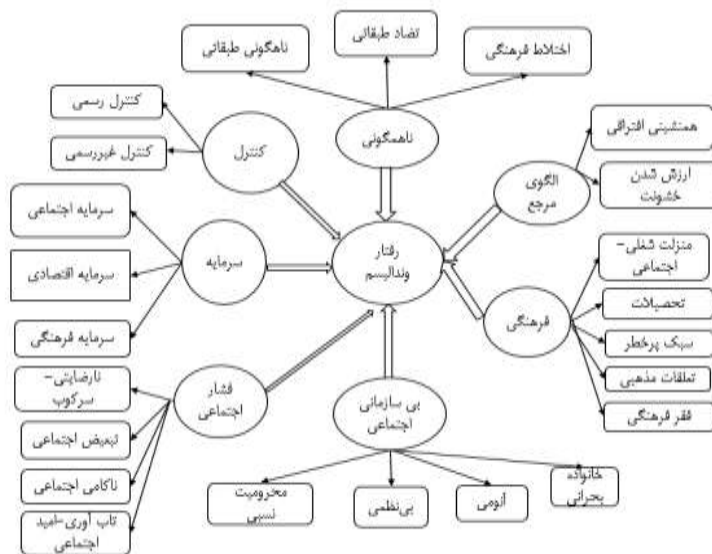 ناهگونی طبقاتی
تضاد طبقاتی
اختلاط فرهنگی
ناهمگونی
کنترل رسمی
کنترل غیررسمی
کنترل
همنشینی افتراقی
ارزش شدن
خشونت
الگوی
مرجع
سرمایه اجتماعی
سرمایه اقتصادی
سرمایه فرهنگی
سرمایه
رفتار
وندالیسم
منزلت شغلی-
اجتماعی
تحصیلات
سبک پرخطر
تعلقات مذهبی
فقر فرهنگی
فرهنگی
نارضایتی-
سرکوب
تبعیض اجتماعی
ناکامی اجتماعی
تاب آوری-امید
اجتماعی
فشار
اجتماعی
بی سازمانی
اجتماعی
محرومیت
نسبی
بی‌نظمی
آنومی
خانواده
بحرانی